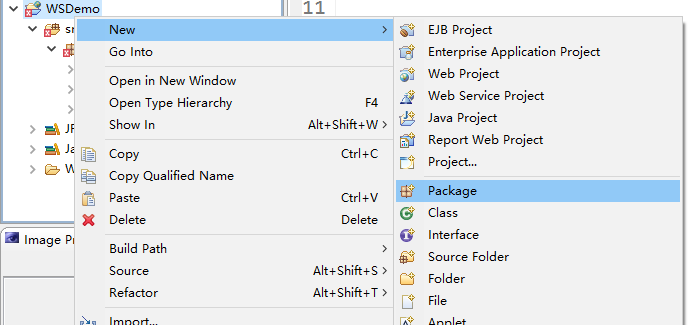 WSDemo
11
sr
New
Go Into
Open in New Window
Open Type Hierarchy F4
Show In Alt+Shift+W
Copy Ctrl+C
Copy Qualified Name
Paste Ctrl+V
Delete Delete
Build Path
Source Alt+Shift+S
Refactor Alt+Shift+T
Import...
EJB Project
Enterprise Application Project
Web Project
Web Service Project
Java Project
Report Web Project
Project...
Package
Class
Interface
Source Folder
Folder
File
Applet
JF
Ja
W
Image Pr